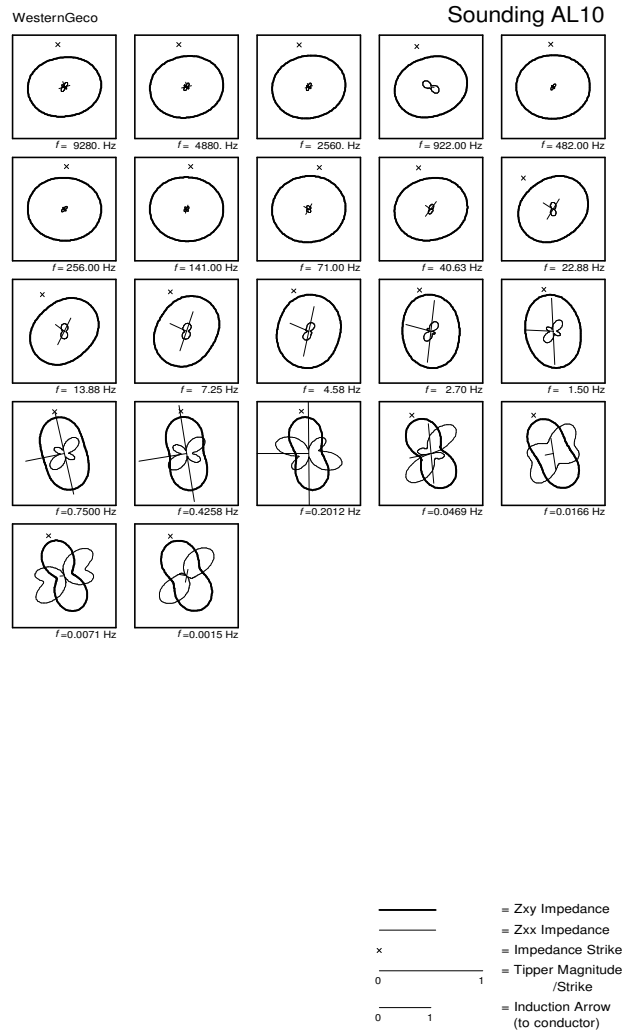 WesternGeco
Sounding AL10
f= 9280. Hz
f= 4880. Hz
f= 2560. Hz
f= 922.00 Hz
f= 482.00 Hz
f= 256.00 Hz
f= 141.00 Hz
f= 71.00 Hz
f= 40.63 Hz
f= 22.88 Hz
f= 13.88 Hz
f= 7.25 Hz
f= 4.58 Hz
f= 2.70 Hz
f= 1.50 Hz
f=0.7500 Hz
f=0.4258 Hz
f=0.2012 Hz
f=0.0469 Hz
f=0.0166 Hz
f=0.0071 Hz
f=0.0015 Hz
= Zxy Impedance
= Zxx Impedance
× = Impedance Strike
= Tipper Magnitude
0 1 /Strike
= Induction Arrow
0 1 (to conductor)